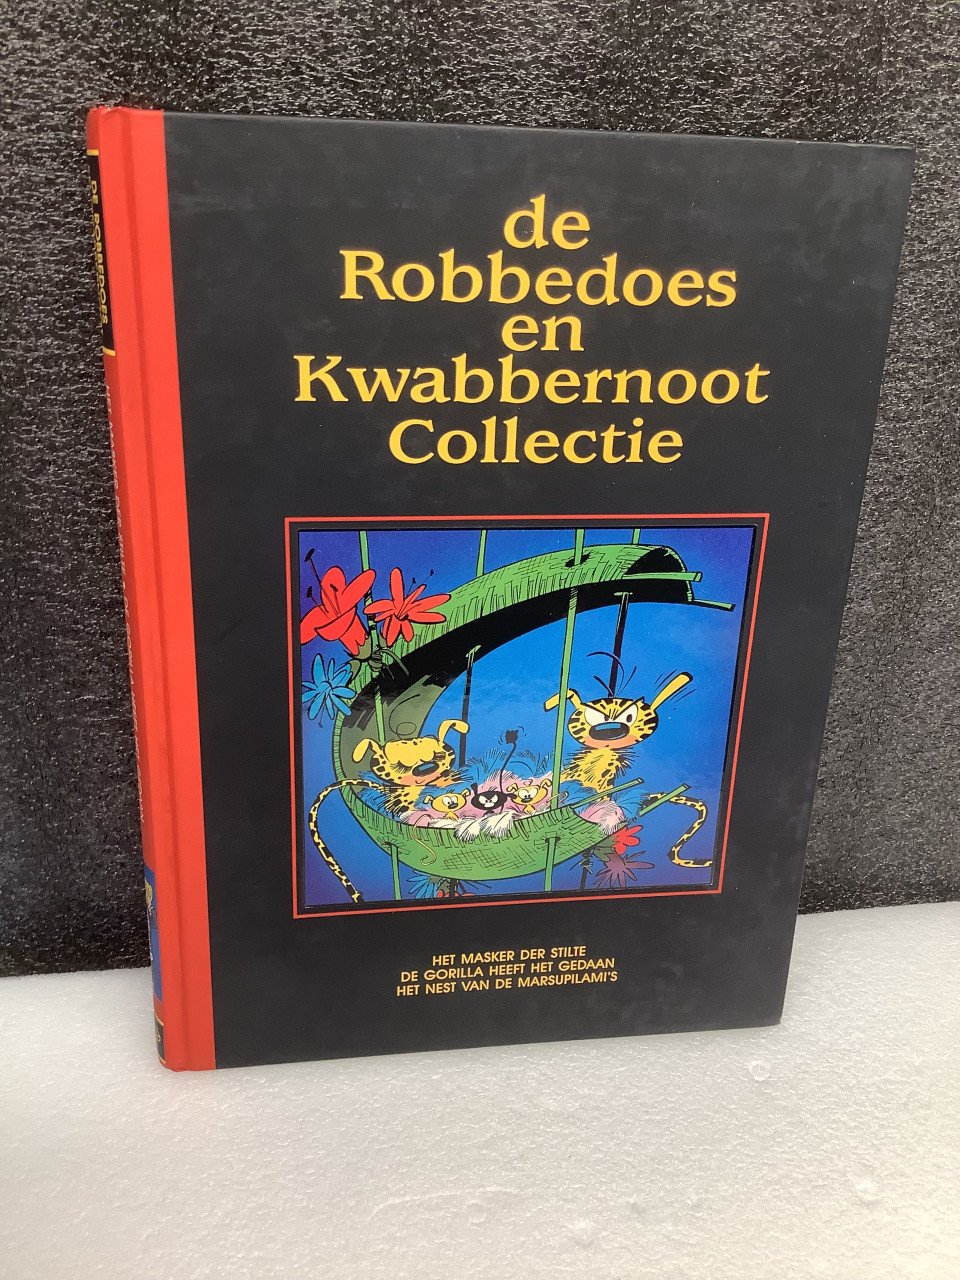 de
Robbedoes
en
Kwabbernoot
Collectie
HET MASKER DER STILTE
DE GORILLA HEEFT HET GEDAAN
HET NEST VAN DE MARSUPILAMI'S
DE ROBBEDOES